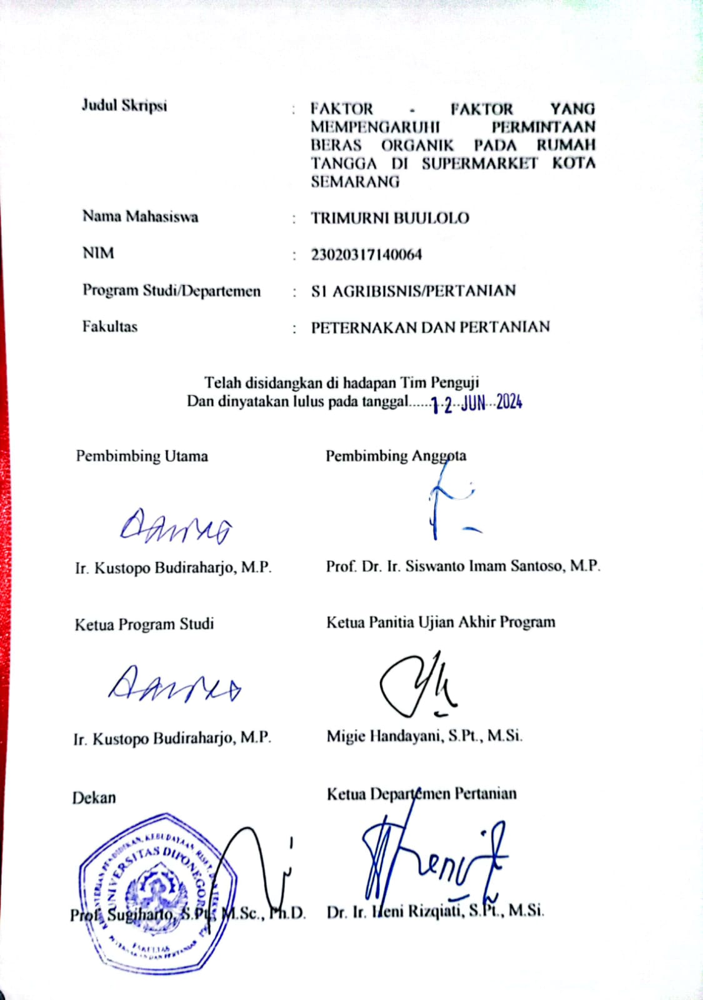 Judul Skripsi : FAKTOR - FAKTOR YANG
MEMPENGARUHI PERMINTAAN
BERAS ORGANIK PADA RUMAH
TANGGA DI SUPERMARKET KOTA
SEMARANG
Nama Mahasiswa : TRIMURNI BUULOLO
NIM : 23020317140064
Program Studi/Departemen : S1 AGRIBISNIS/PERTANIAN
Fakultas : PETERNAKAN DAN PERTANIAN
Telah disidangkan di hadapan Tim Penguji
Dan dinyatakan lulus pada tanggal......12 JUN 2024
Pembimbing Utama Pembimbing Anggota
Ir. Kustopo Budiraharjo, M.P. Prof. Dr. Ir. Siswanto Imam Santoso, M.P.
Ketua Program Studi Ketua Panitia Ujian Akhir Program
Ir. Kustopo Budiraharjo, M.P. Migie Handayani, S.Pt., M.Si.
Dekan Ketua Departemen Pertanian
UNIVERSITAS DIPONEGORO
FAKULTAS
PETERNAKAN DAN PERTANIAN
Prof. Sugiharto, S.Pt., M.Sc., Ph.D. Dr. Ir. Heni Rizqiati, S.Pt., M.Si.